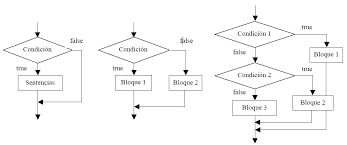 Condición
false
true
Sentencias
Condición
false
true
Bloque 1
Bloque 2
Condición 1
true
false
Bloque 1
Condición 2
true
false
Bloque 3
Bloque 2